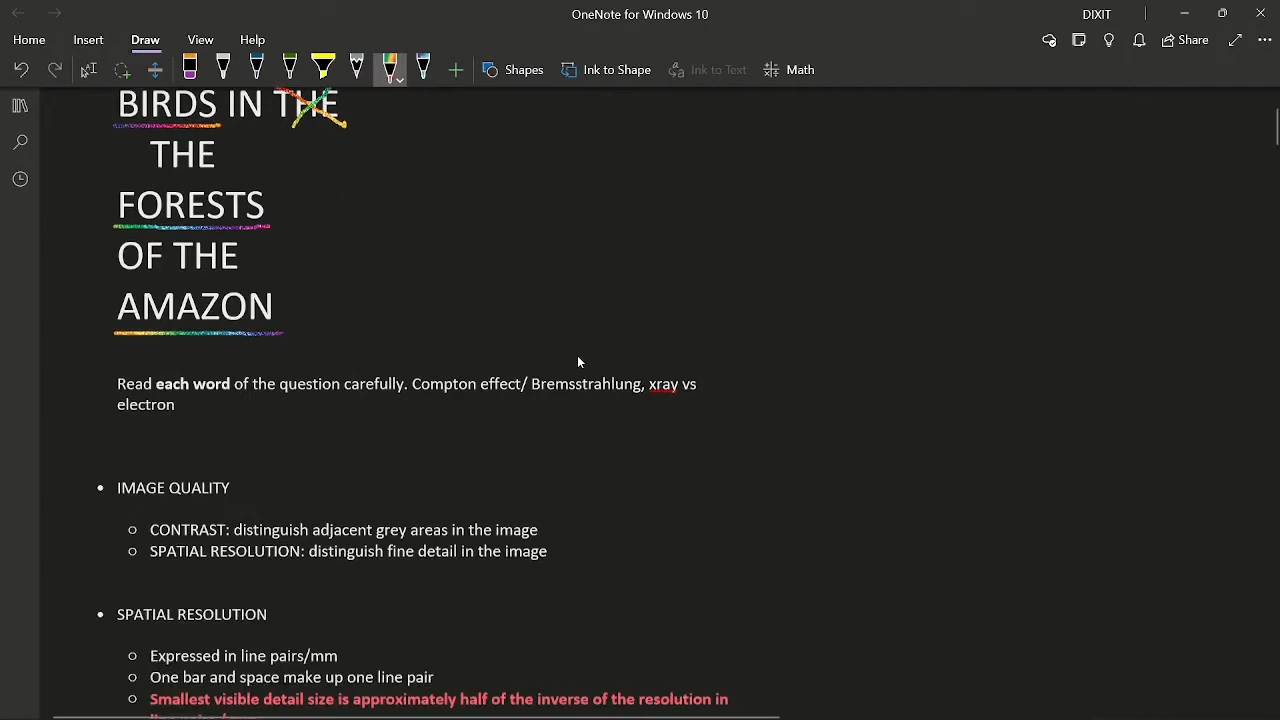 OneNote for Windows 10
DIXIT
Home Insert Draw View Help
Share
Shapes Ink to Shape Ink to Text Math
BIRDS IN THE
THE
FORESTS
OF THE
AMAZON
Read each word of the question carefully. Compton effect/ Bremsstrahlung, xray vs
electron
IMAGE QUALITY
CONTRAST: distinguish adjacent grey areas in the image
SPATIAL RESOLUTION: distinguish fine detail in the image
SPATIAL RESOLUTION
Expressed in line pairs/mm
One bar and space make up one line pair
Smallest visible detail size is approximately half of the inverse of the resolution in